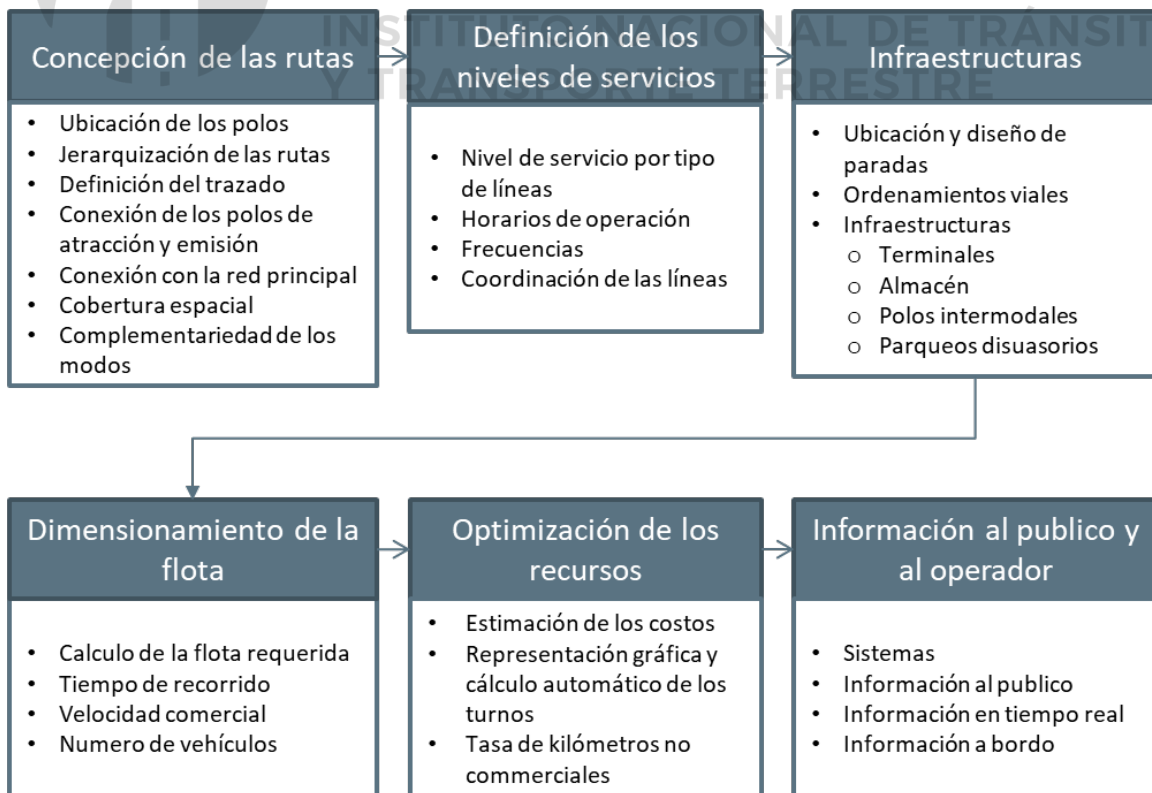 INSTITUTO NACIONAL DE TRÁNSIT
Y TRANSPORTE TERRESTRE
Concepción de las rutas
• Ubicación de los polos
• Jerarquización de las rutas
• Definición del trazado
• Conexión de los polos de
atracción y emisión
• Conexión con la red principal
• Cobertura espacial
• Complementariedad de los
modos
Definición de los
niveles de servicios
• Nivel de servicio por tipo
de líneas
• Horarios de operación
• Frecuencias
• Coordinación de las líneas
Infraestructuras
• Ubicación y diseño de
paradas
• Ordenamientos viales
• Infraestructuras
o Terminales
o Almacén
o Polos intermodales
o Parqueos disuasorios
Dimensionamiento de la
flota
• Calculo de la flota requerida
• Tiempo de recorrido
• Velocidad comercial
• Numero de vehículos
Optimización de los
recursos
• Estimación de los costos
• Representación gráfica y
cálculo automático de los
turnos
• Tasa de kilómetros no
commerciales
Información al publico y
al operador
• Sistemas
• Información al publico
• Información en tiempo real
• Información a bordo